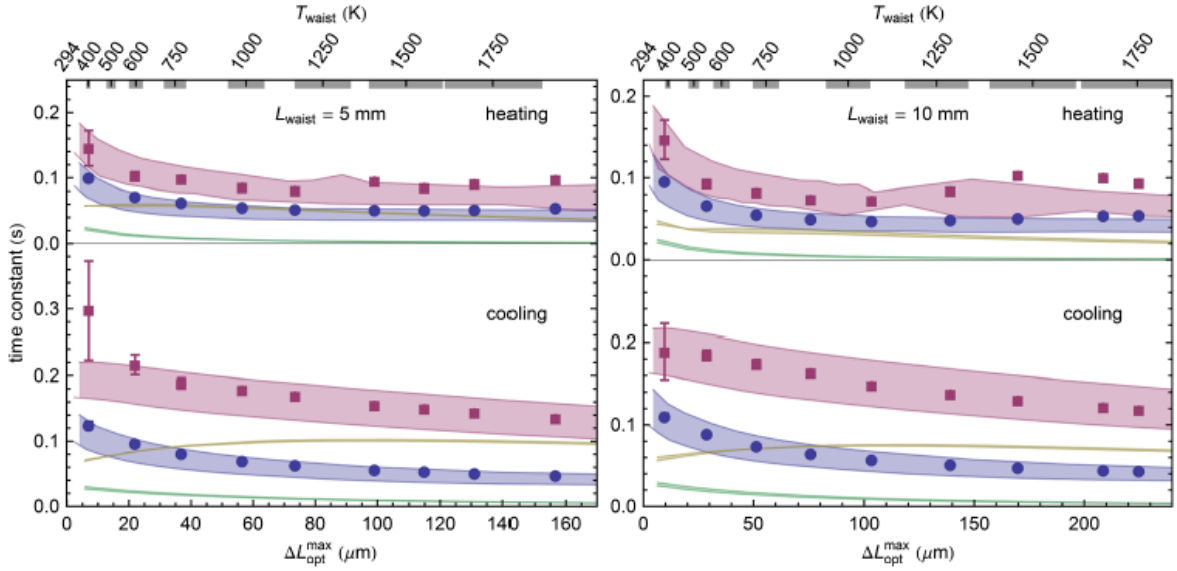 T_waist (K)
294 400 500 600 750 1000 1250 1500 1750
L_waist = 5 mm heating
0.2
0.1
0.0
cooling
0.3
0.2
0.1
0.0
time constant (s)
0 20 40 60 80 100 120 140 160
ΔL_opt^max (μm)
T_waist (K)
294 400 500 600 750 1000 1250 1500 1750
L_waist = 10 mm heating
0.2
0.1
0.0
cooling
0.2
0.1
0.0
0 50 100 150 200
ΔL_opt^max (μm)